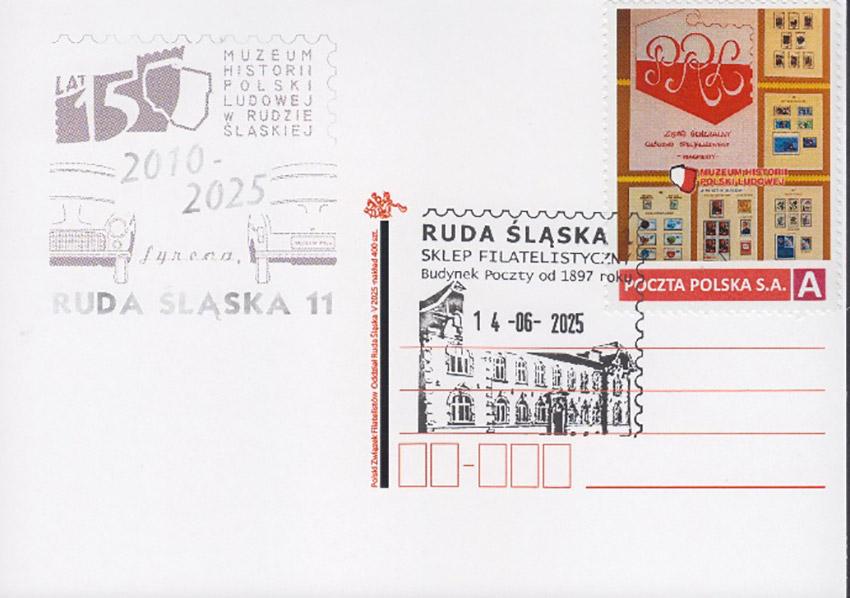 LAT
15
MUZEUM
HISTORII
POLSKI
LUDOWEJ
W RUDZIE
ŚLĄSKIEJ
2010-
2025
Syrena
RUDA ŚLĄSKA 11
PRL
MUZEUM HISTORII
POLSKI LUDOWEJ
POCZTA POLSKA S.A. A
RUDA ŚLĄSKA 1
SKLEP FILATELISTYCZNY
Budynek Poczty od 1897 roku
14 -06- 2025
Polski Związek Filatelistów Oddział Ruda Śląska V 2025 -nakład 400 szt.